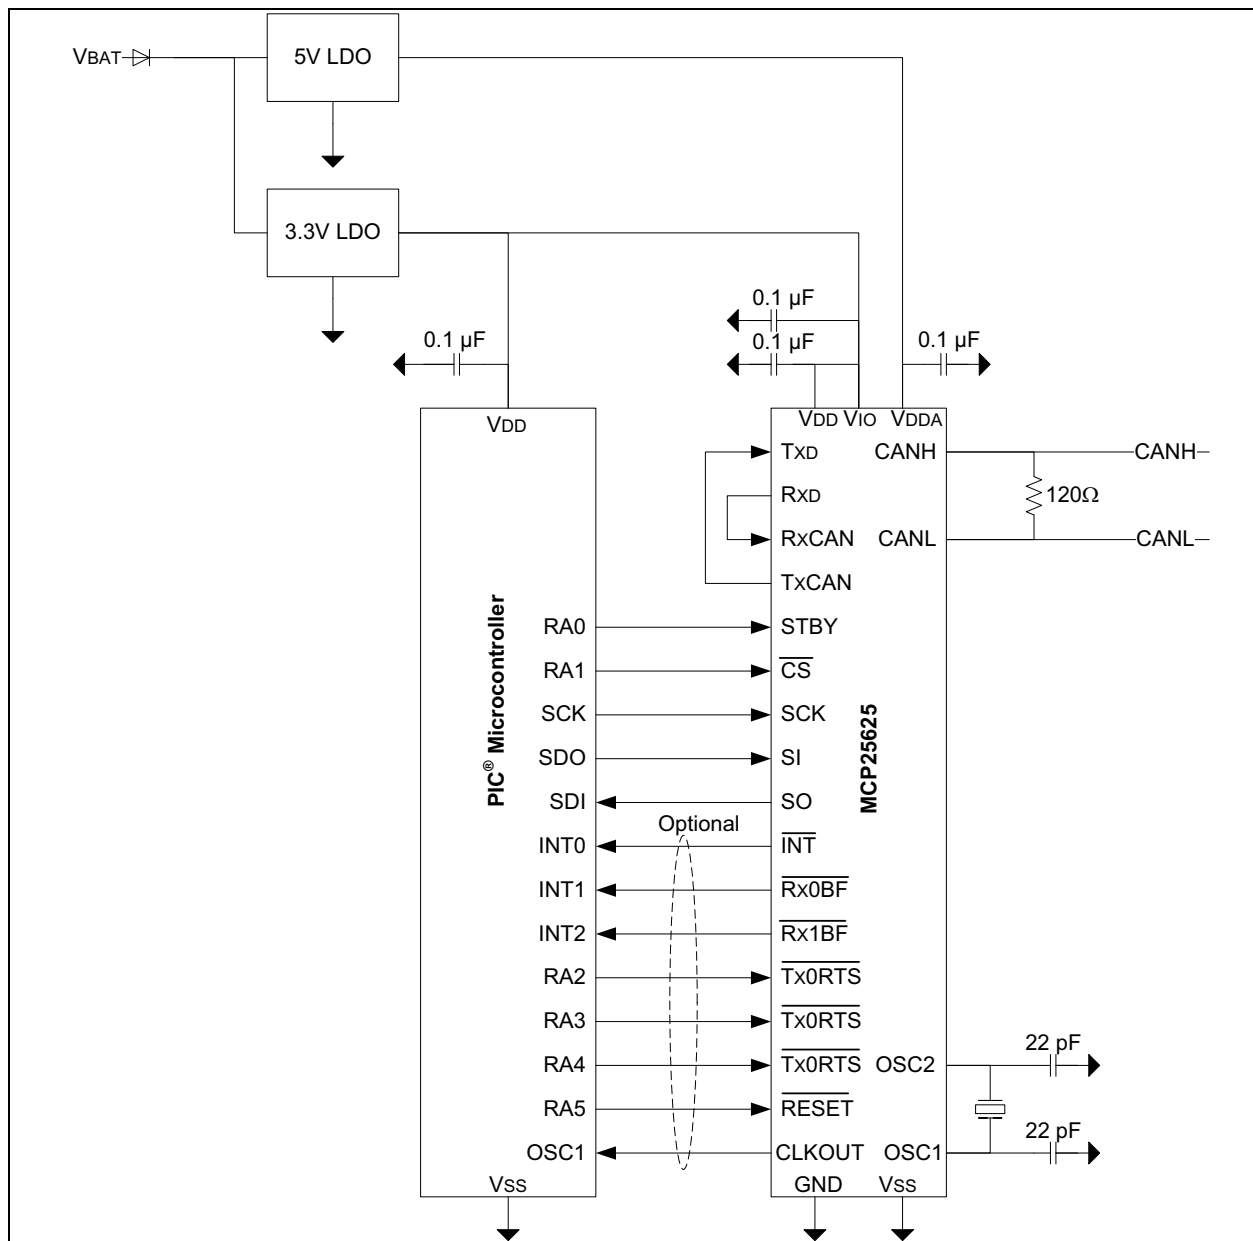 VBAT
5V LDO
3.3V LDO
0.1 µF
0.1 µF
0.1 µF
0.1 µF
VDD
VDD
VIO
VDDA
TXD
CANH
CANH
RXD
120Ω
RXCAN
CANL
CANL
TXCAN
RA0
STBY
RA1
CS
SCK
SCK
SDO
SI
SDI
SO
Optional
INT0
INT
INT1
RX0BF
INT2
RX1BF
RA2
TX0RTS
RA3
TX0RTS
RA4
TX0RTS
OSC2
22 pF
RA5
RESET
OSC1
CLKOUT
OSC1
22 pF
VSS
GND
VSS
PIC® Microcontroller
MCP25625